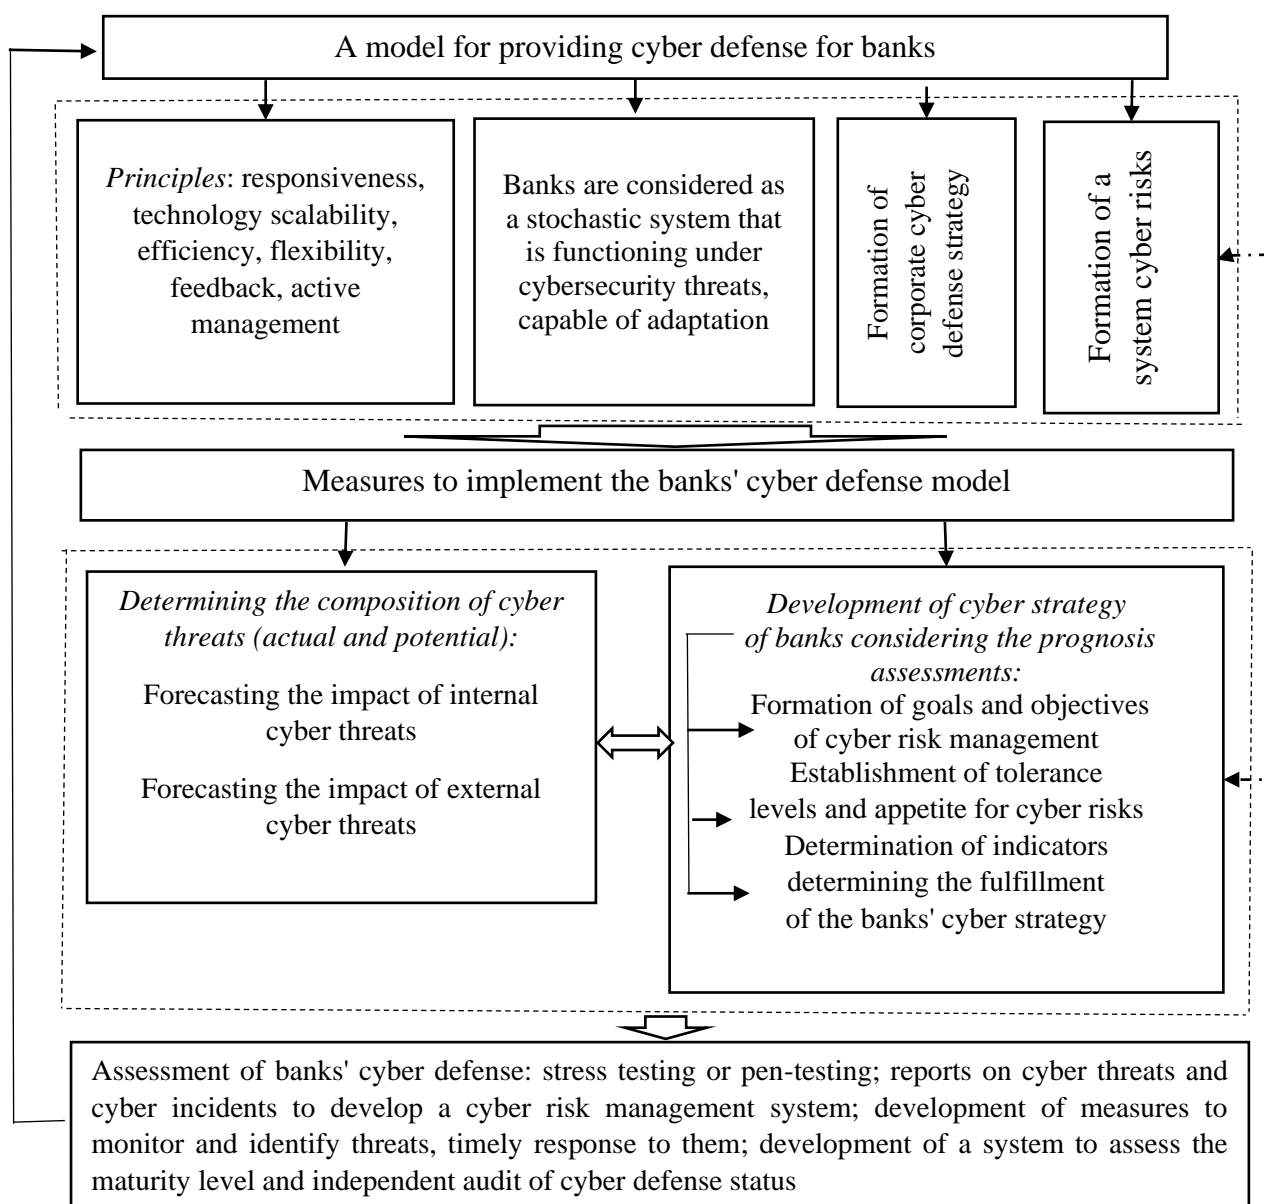 A model for providing cyber defense for banks
Principles: responsiveness,
technology scalability,
efficiency, flexibility,
feedback, active
management
Banks are considered as
a stochastic system that
is functioning under
cybersecurity threats,
capable of adaptation
Formation of
corporate cyber
defense strategy
Formation of a
system cyber risks
Measures to implement the banks' cyber defense model
Determining the composition of cyber
threats (actual and potential):
Forecasting the impact of internal
cyber threats
Forecasting the impact of external
cyber threats
Development of cyber strategy
of banks considering the prognosis
assessments:
Formation of goals and objectives
of cyber risk management
Establishment of tolerance
levels and appetite for cyber risks
Determination of indicators
determining the fulfillment
of the banks' cyber strategy
Assessment of banks' cyber defense: stress testing or pen-testing; reports on cyber threats and
cyber incidents to develop a cyber risk management system; development of measures to
monitor and identify threats, timely response to them; development of a system to assess the
maturity level and independent audit of cyber defense status